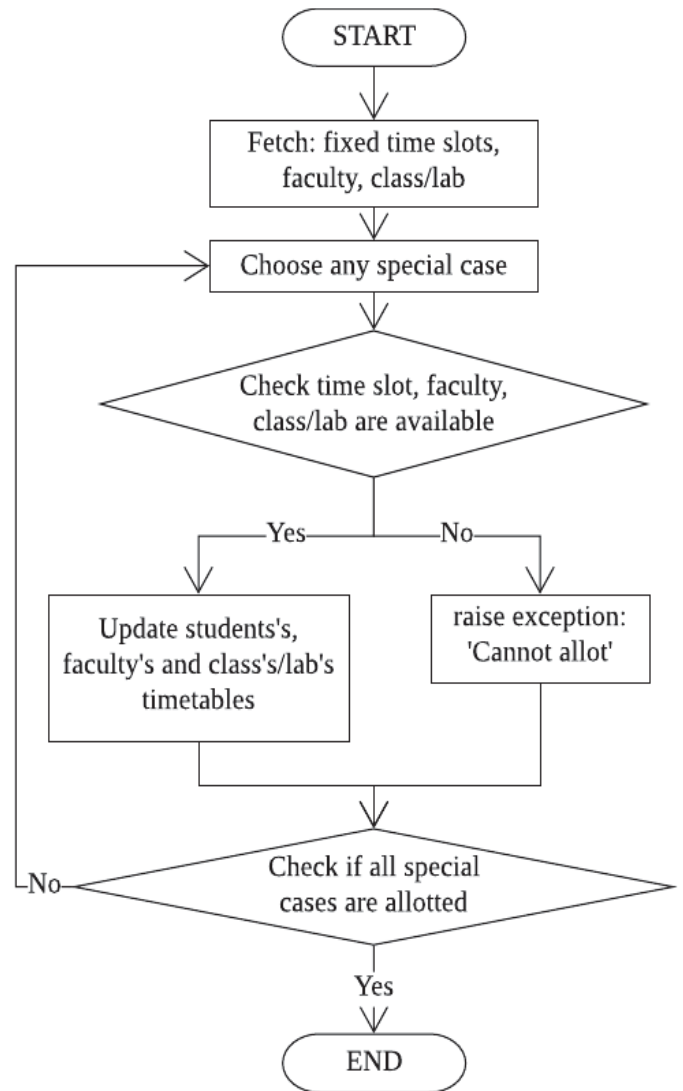 START
Fetch: fixed time slots,
faculty, class/lab
Choose any special case
Check time slot, faculty,
class/lab are available
Yes
No
Update students's,
faculty's and class's/lab's
timetables
raise exception:
'Cannot allot'
Check if all special
cases are allotted
No
Yes
END